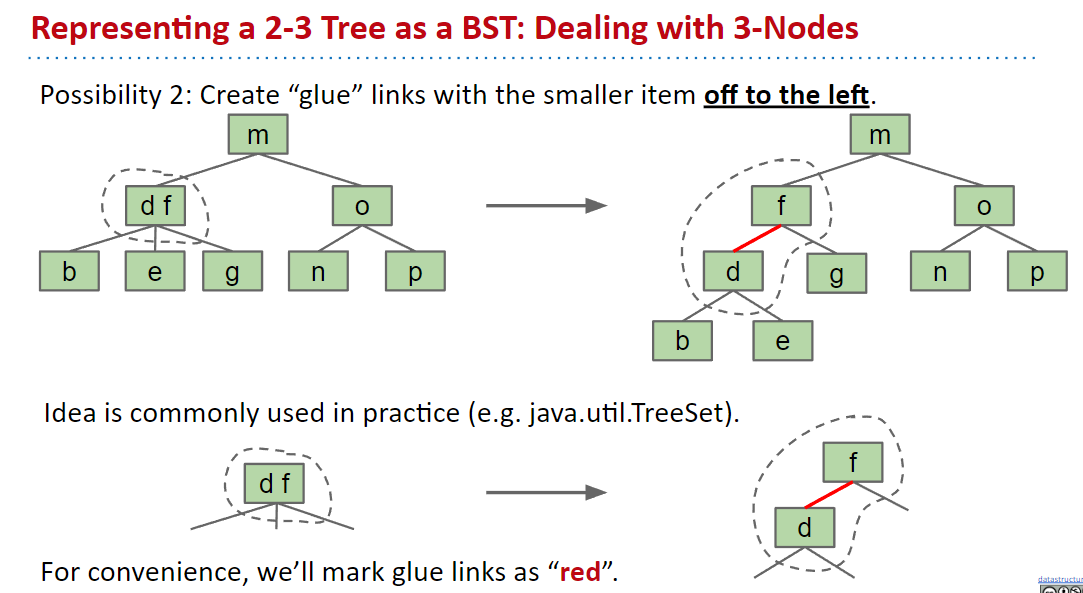 Representing a 2-3 Tree as a BST: Dealing with 3-Nodes
Possibility 2: Create “glue” links with the smaller item off to the left.
m
m
d f
o
f
o
b
e
g
n
p
d
g
n
p
b
e
Idea is commonly used in practice (e.g. java.util.TreeSet).
d f
f
d
For convenience, we’ll mark glue links as “red”.
datastructur